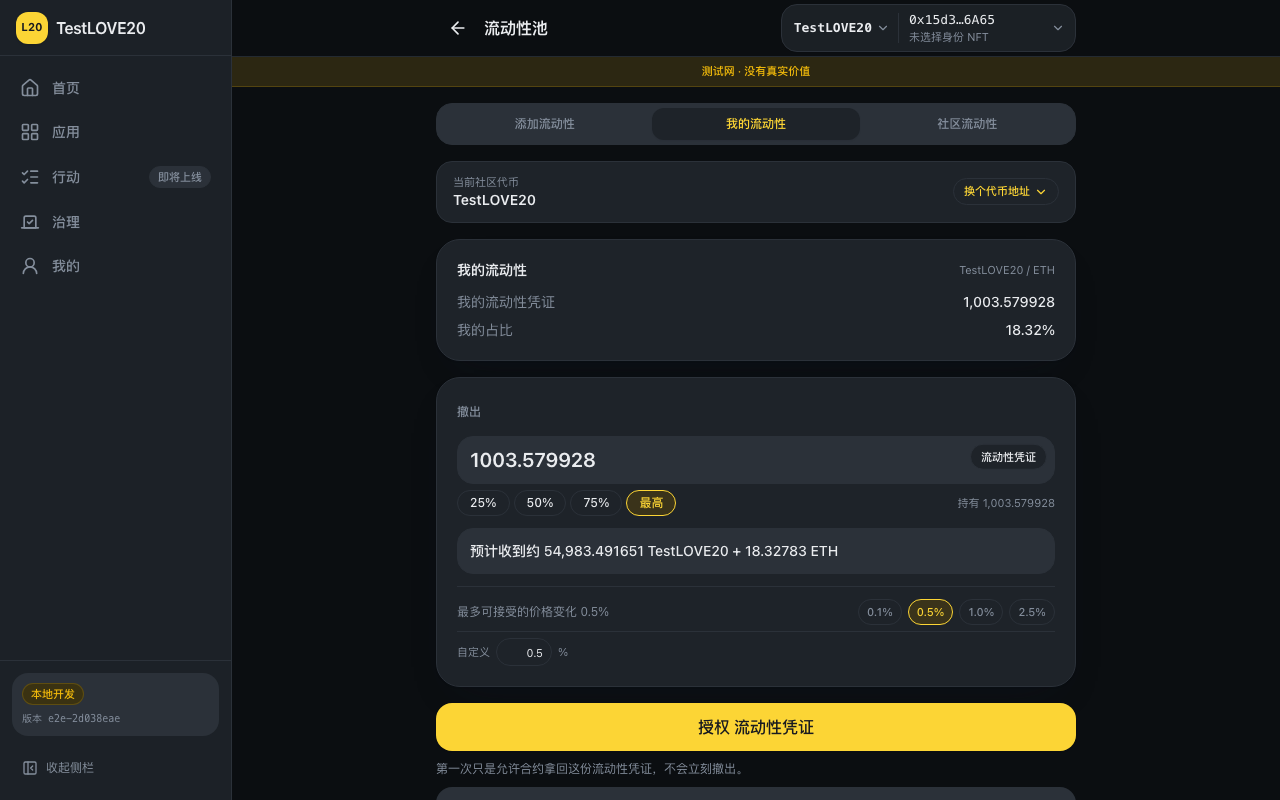 L20 TestLOVE20
首页
应用
行动 即将上线
治理
我的
本地开发
版本 e2e-2d038eae
收起侧栏
流动性池
TestLOVE20
0x15d3…6A65
未选择身份 NFT
测试网 · 没有真实价值
添加流动性 我的流动性 社区流动性
当前社区代币
TestLOVE20
换个代币地址
我的流动性 TestLOVE20 / ETH
我的流动性凭证 1,003.579928
我的占比 18.32%
撤出
1003.579928 流动性凭证
25% 50% 75% 最高 持有 1,003.579928
预计收到约 54,983.491651 TestLOVE20 + 18.32783 ETH
最多可接受的价格变化 0.5% 0.1% 0.5% 1.0% 2.5%
自定义 0.5 %
授权 流动性凭证
第一次只是允许合约拿回这份流动性凭证，不会立刻撤出。